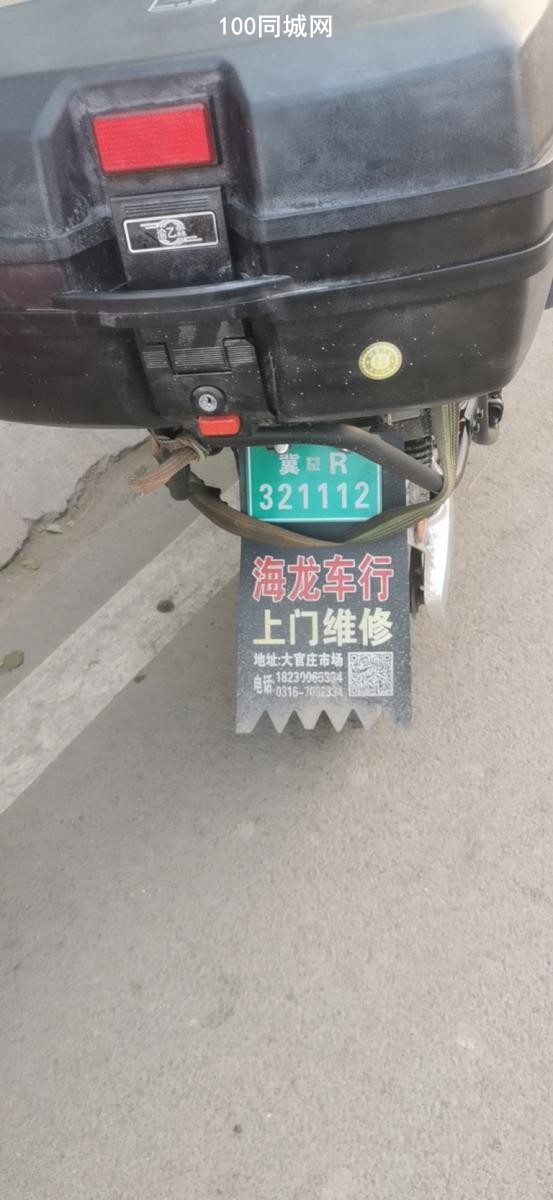 100同城网
冀 R
321112
海龙车行
上门维修
地址:大官庄市场
电话: